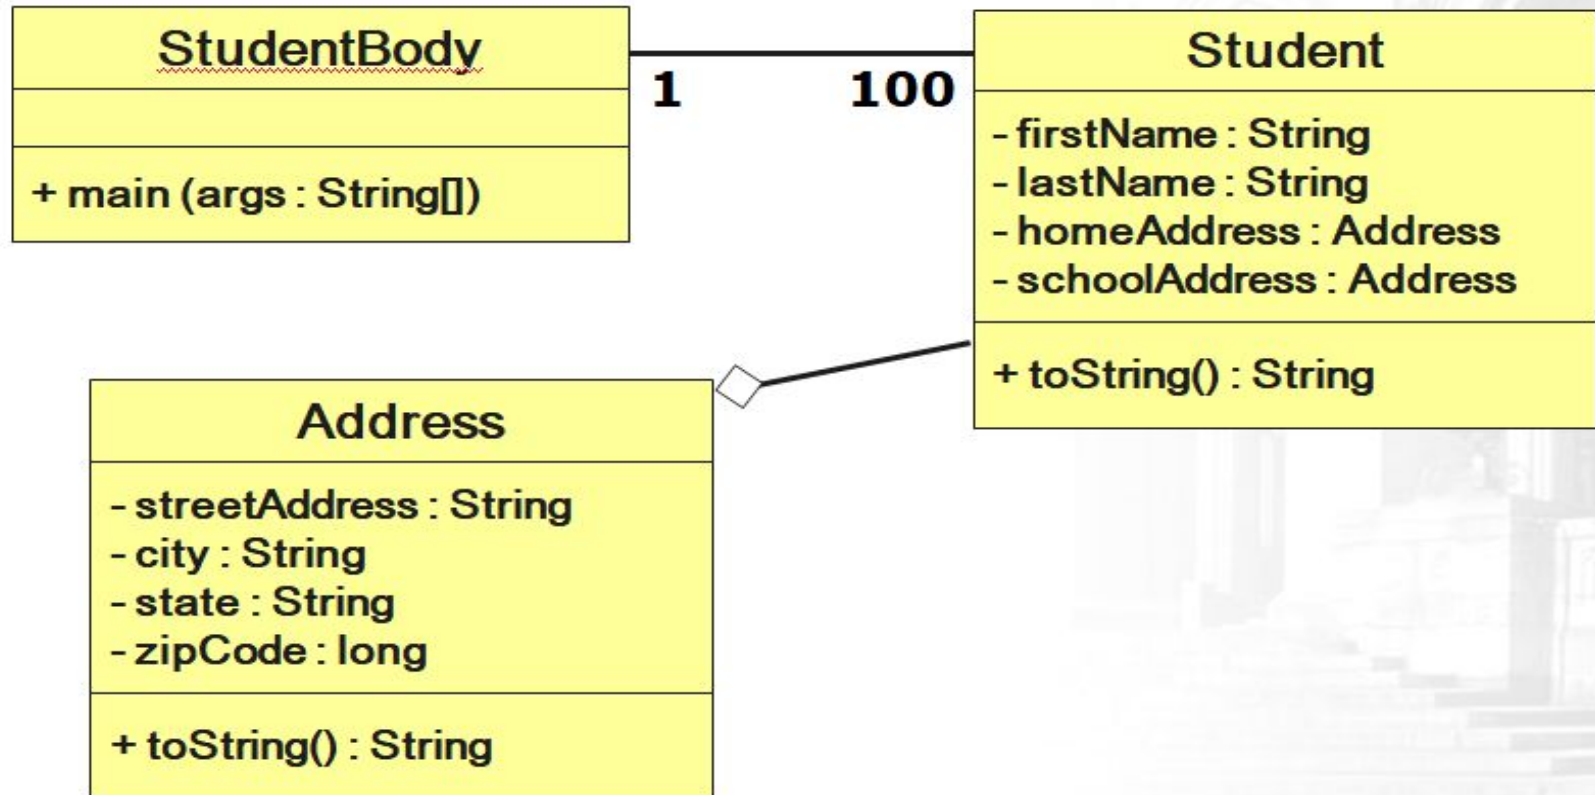 StudentBody
+ main (args : String[])
1
100
Student
- firstName : String
- lastName : String
- homeAddress : Address
- schoolAddress : Address
+ toString() : String
Address
- streetAddress : String
- city : String
- state : String
- zipCode : long
+ toString() : String